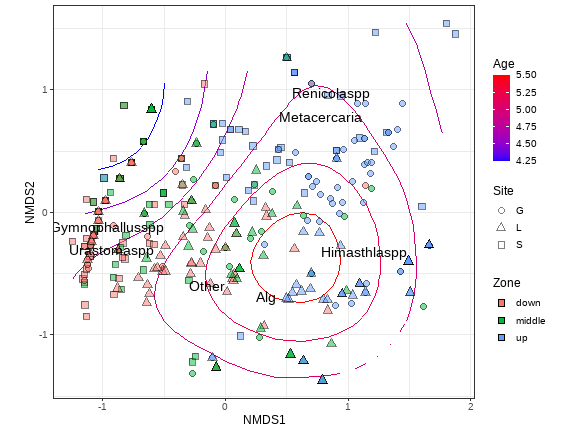 Renicolaspp
Metacercaria
Gymnophallusspp
Urastomaspp
Himasthlaspp
Other
Alg
1
0
-1
-1
0
1
2
NMDS1
NMDS2
Age
5.50
5.25
5.00
4.75
4.50
4.25
Site
G
L
S
Zone
down
middle
up